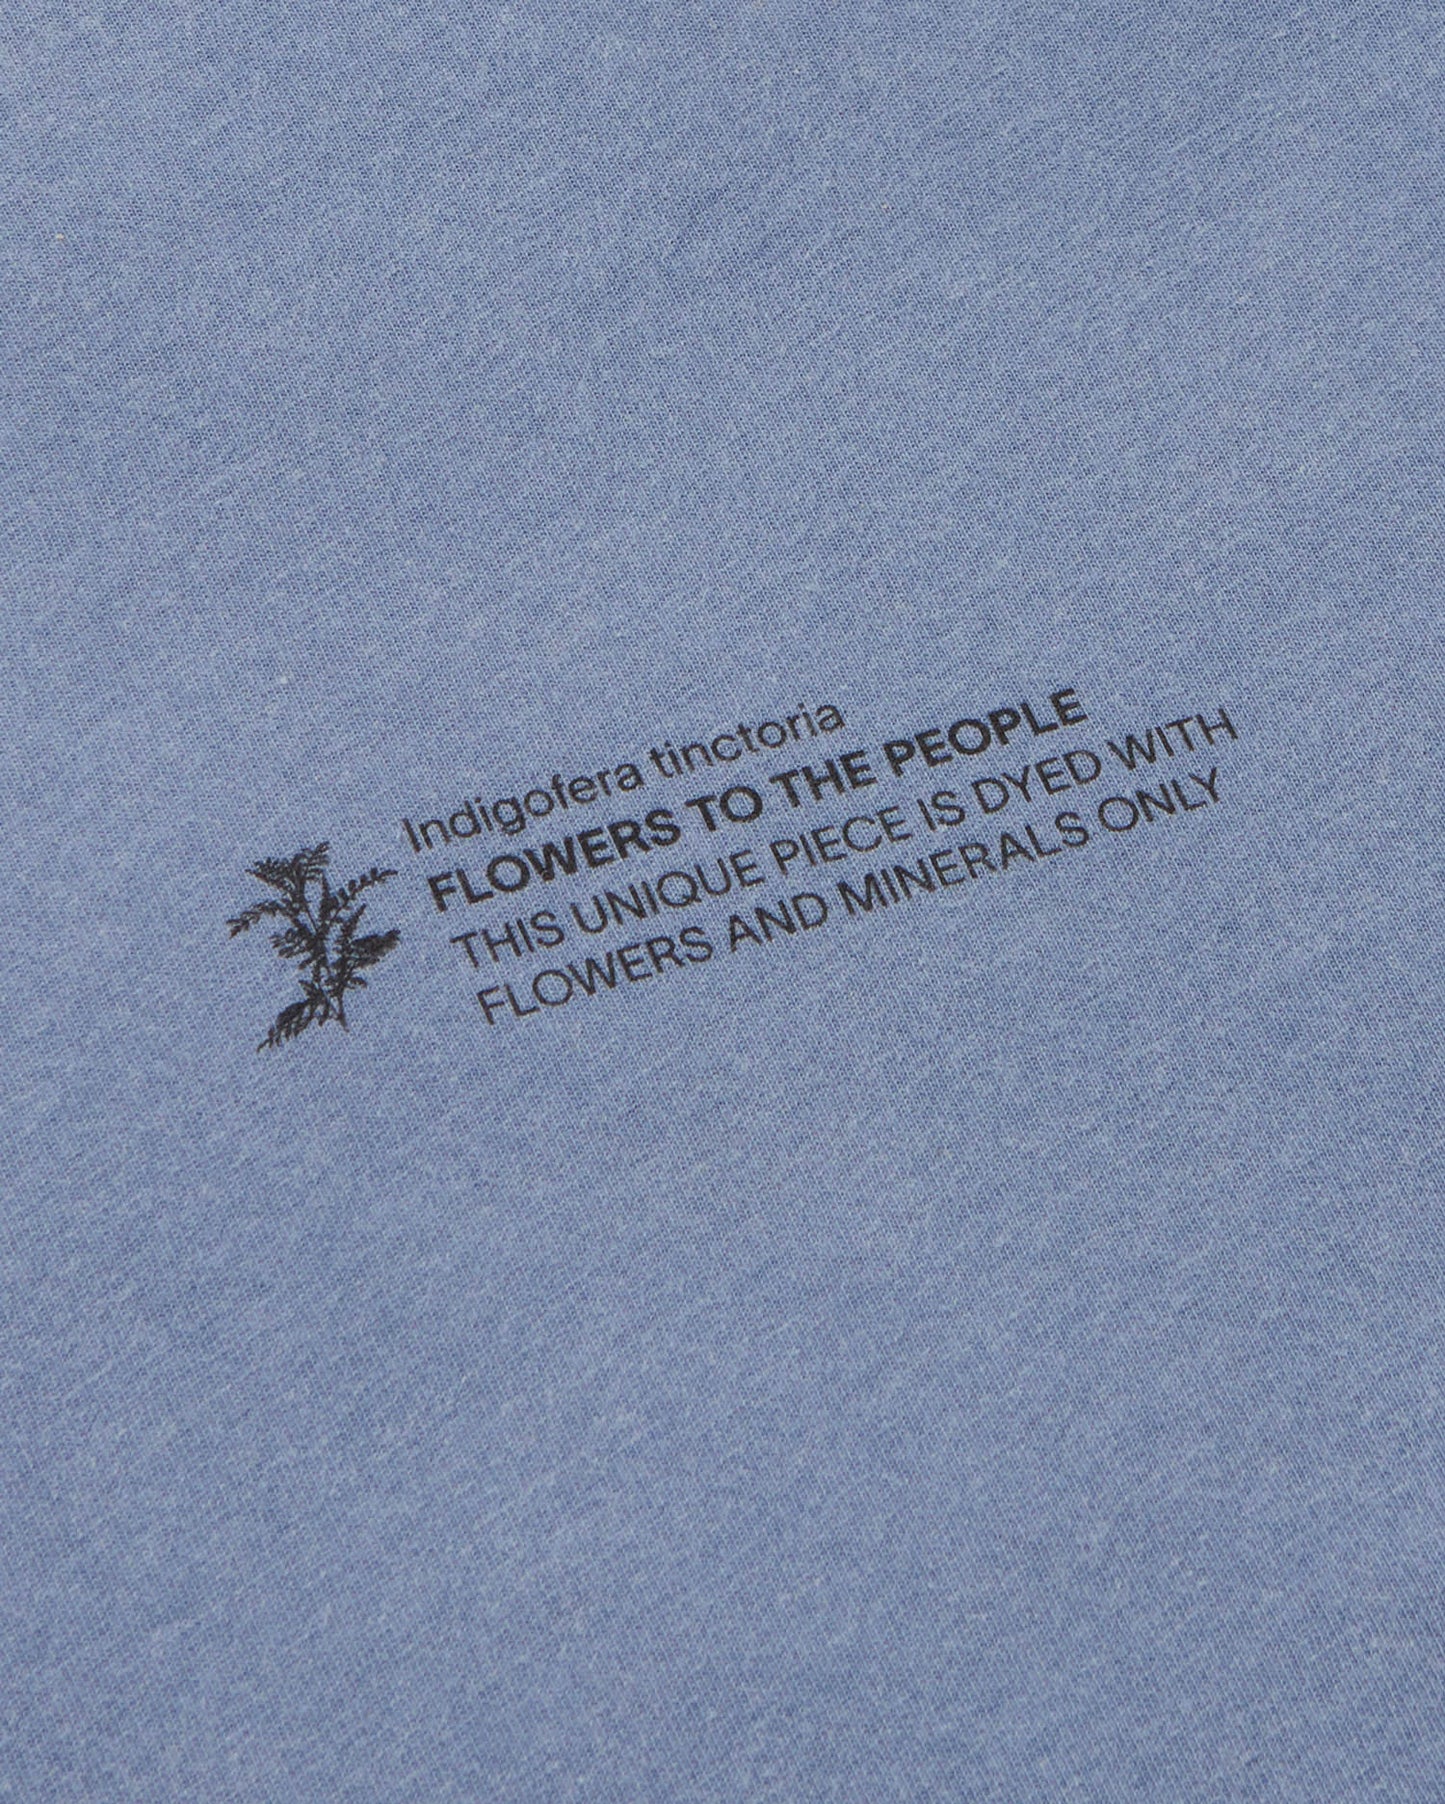 Indigofera tinctoria
FLOWERS TO THE PEOPLE
THIS UNIQUE PIECE IS DYED WITH
FLOWERS AND MINERALS ONLY